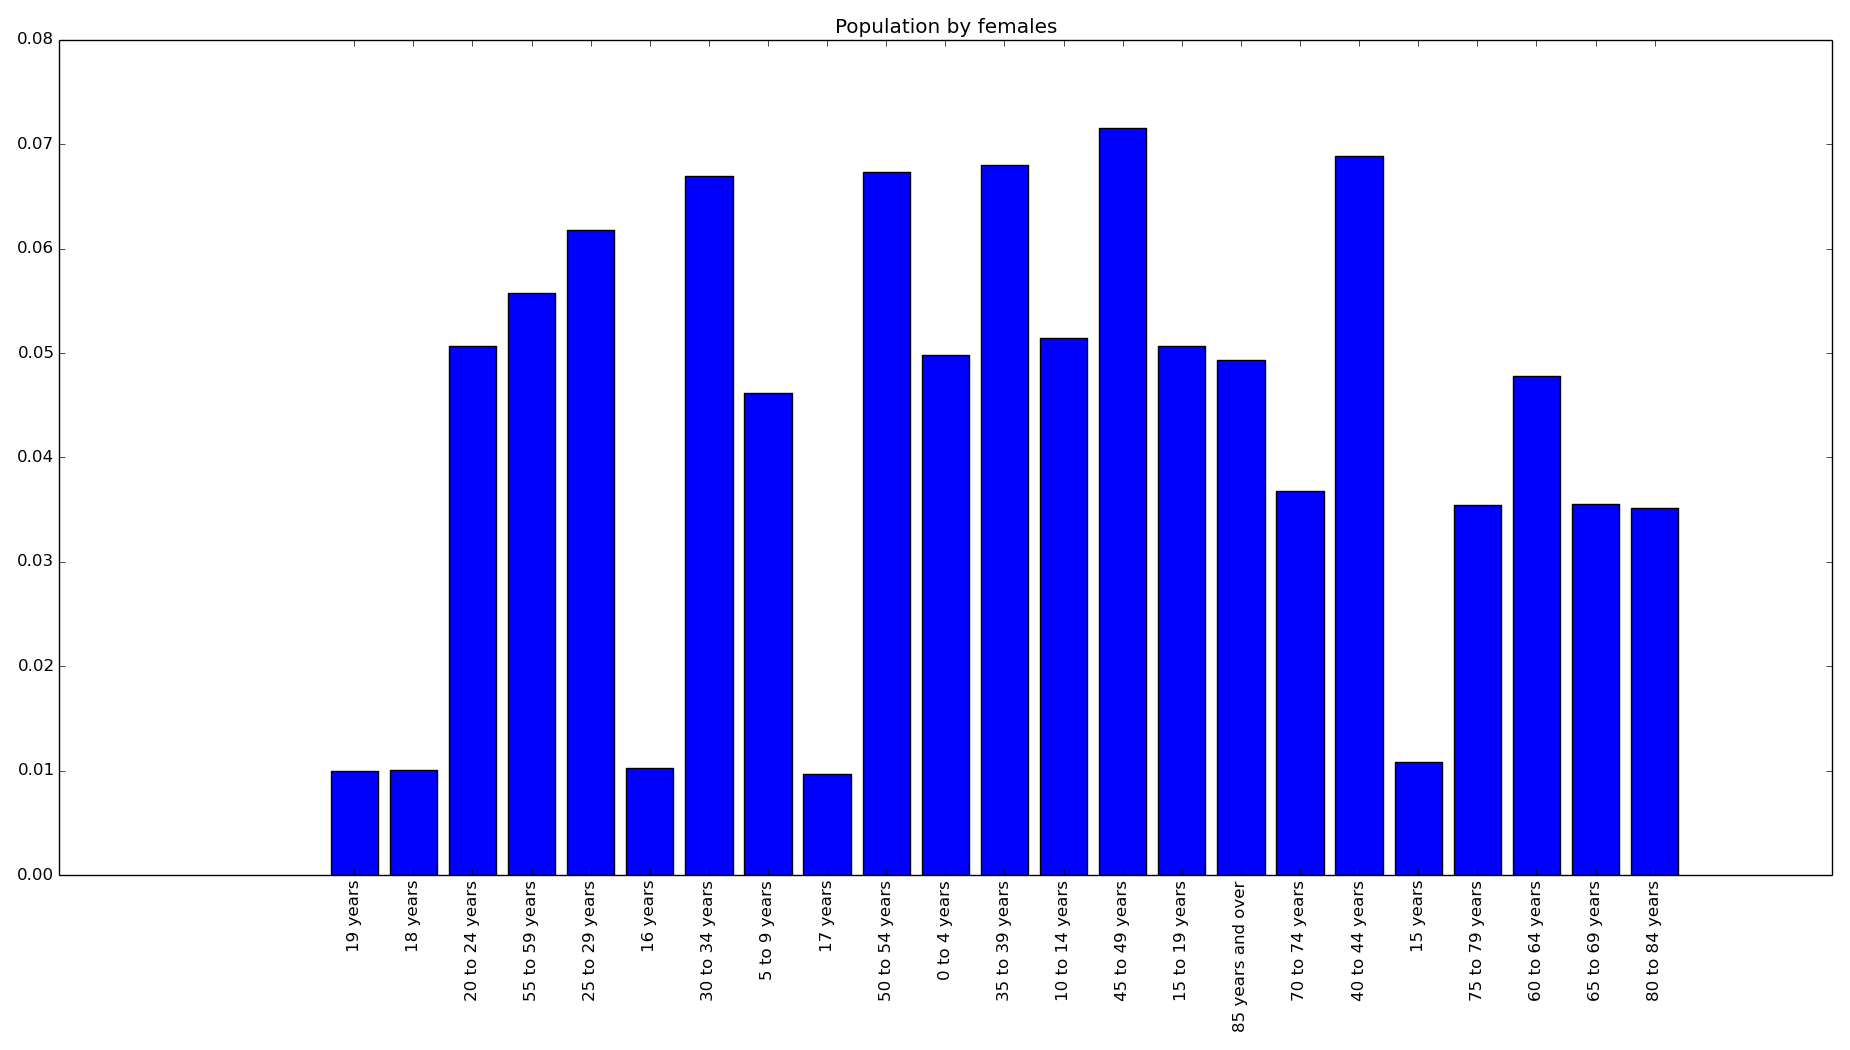 Population by females
0.08
0.07
0.06
0.05
0.04
0.03
0.02
0.01
0.00
19 years
18 years
20 to 24 years
55 to 59 years
25 to 29 years
16 years
30 to 34 years
5 to 9 years
17 years
50 to 54 years
0 to 4 years
35 to 39 years
10 to 14 years
45 to 49 years
15 to 19 years
85 years and over
70 to 74 years
40 to 44 years
15 years
75 to 79 years
60 to 64 years
65 to 69 years
80 to 84 years